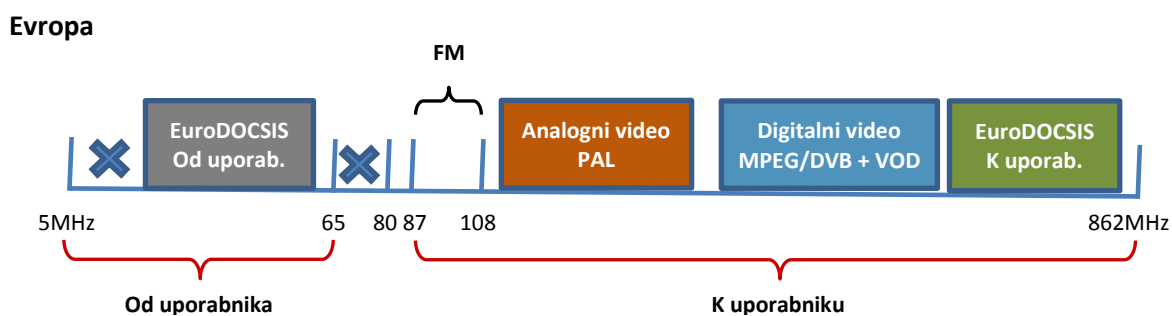 Evropa
FM
EuroDOCSIS
Od uporab.
Analogni video
PAL
Digitalni video
MPEG/DVB + VOD
EuroDOCSIS
K uporab.
5MHz 65 80 87 108 862MHz
Od uporabnika K uporabniku